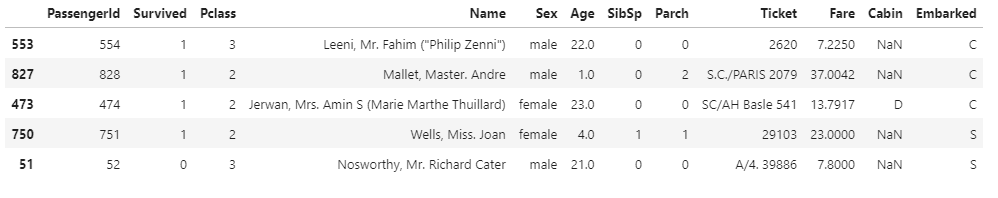 PassengerId Survived Pclass Name Sex Age SibSp Parch Ticket Fare Cabin Embarked
553 554 1 3 Leeni, Mr. Fahim ("Philip Zenni") male 22.0 0 0 2620 7.2250 NaN C
827 828 1 2 Mallet, Master. Andre male 1.0 0 2 S.C./PARIS 2079 37.0042 NaN C
473 474 1 2 Jerwan, Mrs. Amin S (Marie Marthe Thuillard) female 23.0 0 0 SC/AH Basle 541 13.7917 D C
750 751 1 2 Wells, Miss. Joan female 4.0 1 1 29103 23.0000 NaN S
51 52 0 3 Nosworthy, Mr. Richard Cater male 21.0 0 0 A/4. 39886 7.8000 NaN S